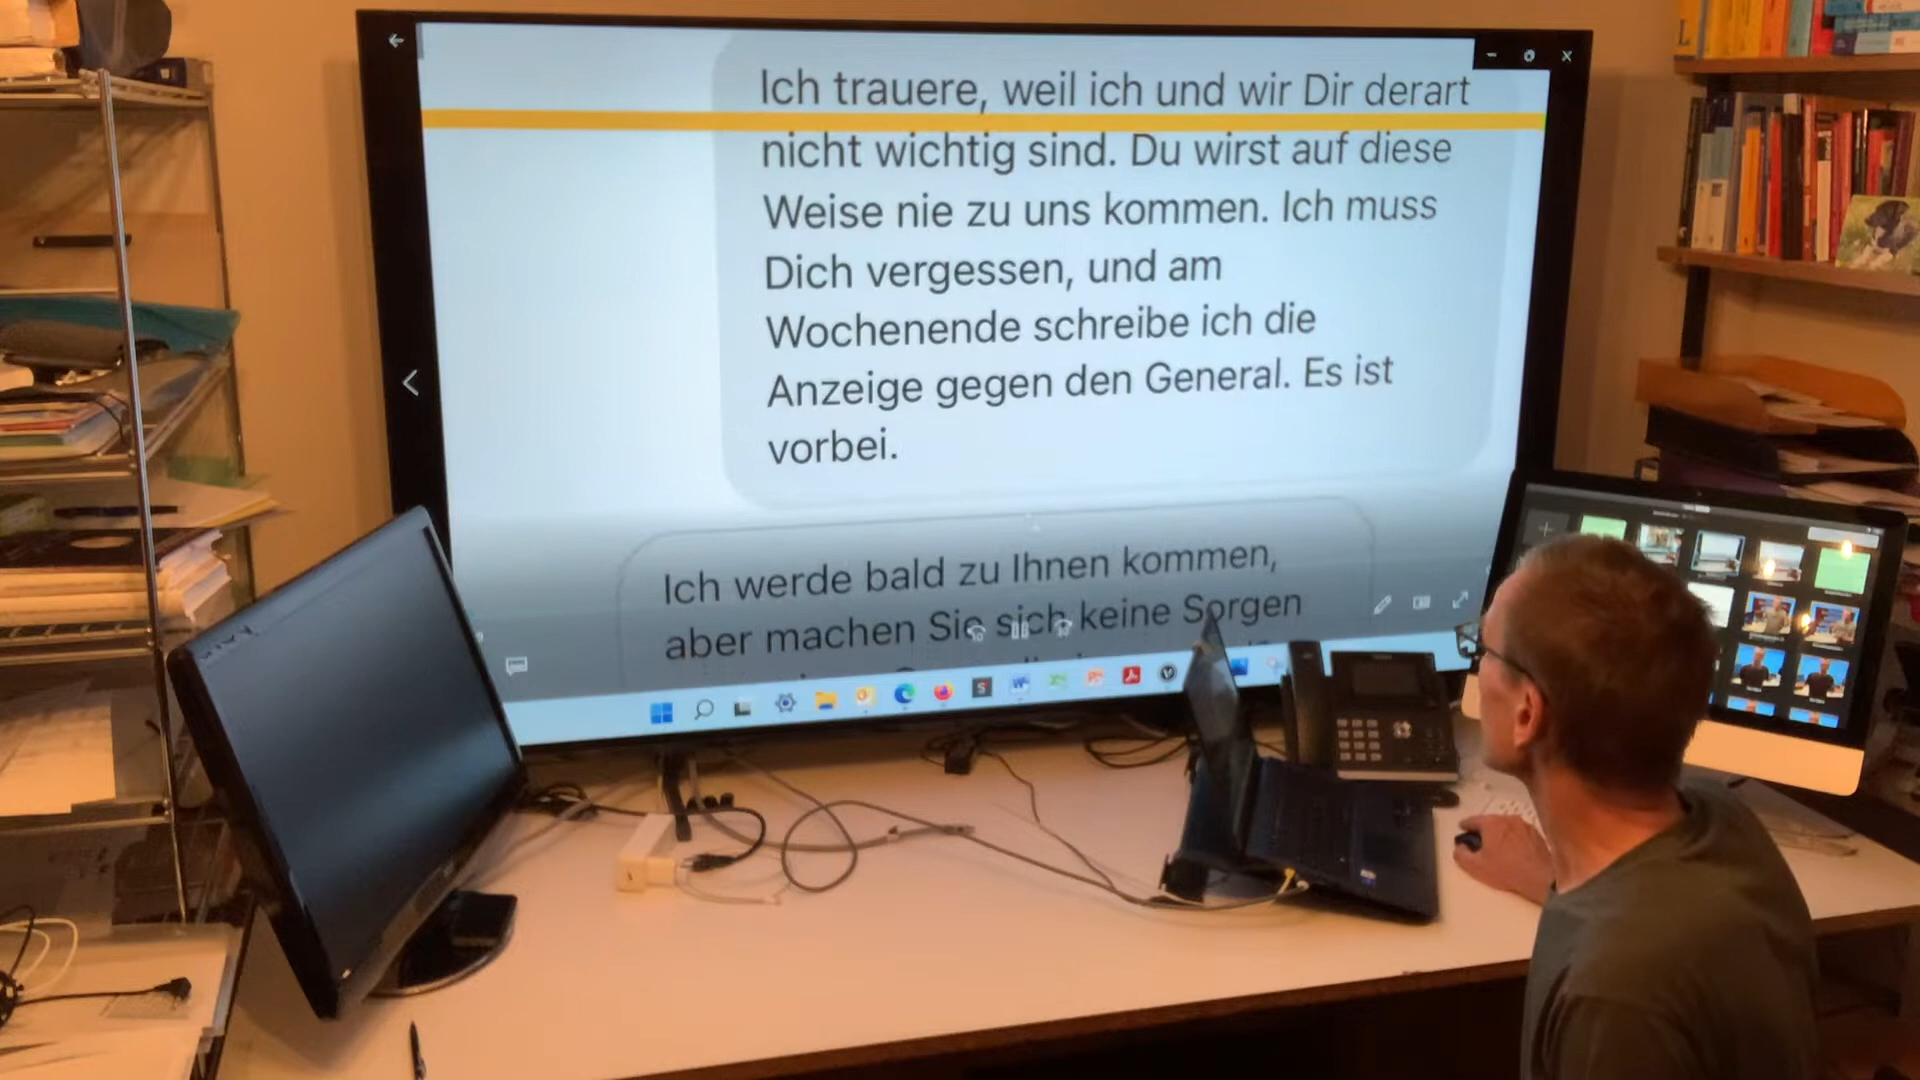 Ich trauere, weil ich und wir Dir derart
nicht wichtig sind. Du wirst auf diese
Weise nie zu uns kommen. Ich muss
Dich vergessen, und am
Wochenende schreibe ich die
Anzeige gegen den General. Es ist
vorbei.
Ich werde bald zu Ihnen kommen,
aber machen Sie sich keine Sorgen